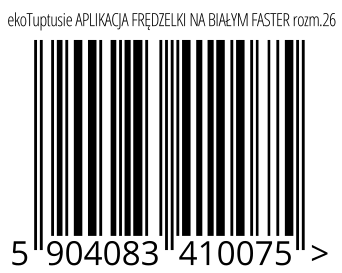 ekoTuptusie APLIKACJA FRĘDZELKI NA BIAŁYM FASTER rozm.26
5 904083 410075 >